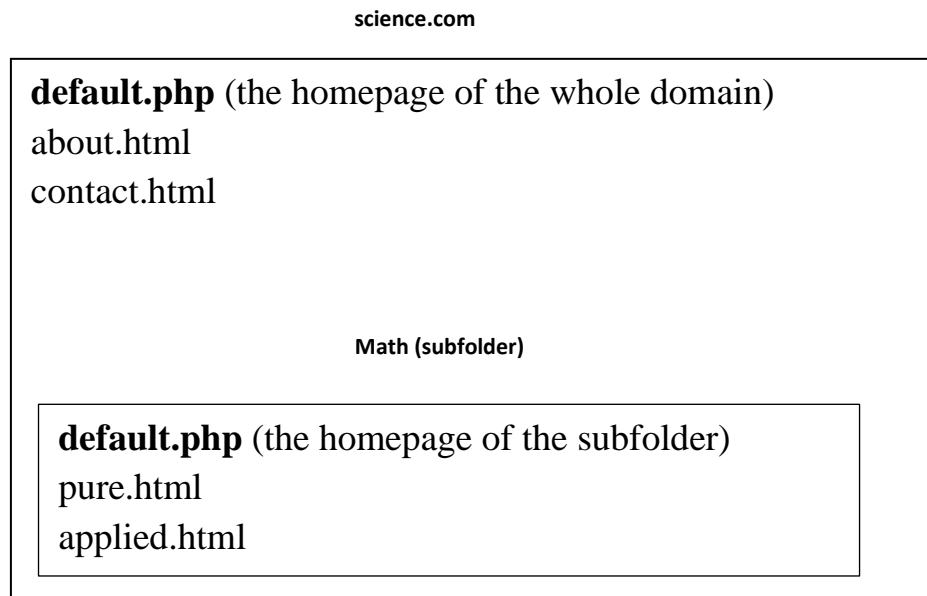 science.com
default.php (the homepage of the whole domain)
about.html
contact.html
Math (subfolder)
default.php (the homepage of the subfolder)
pure.html
applied.html